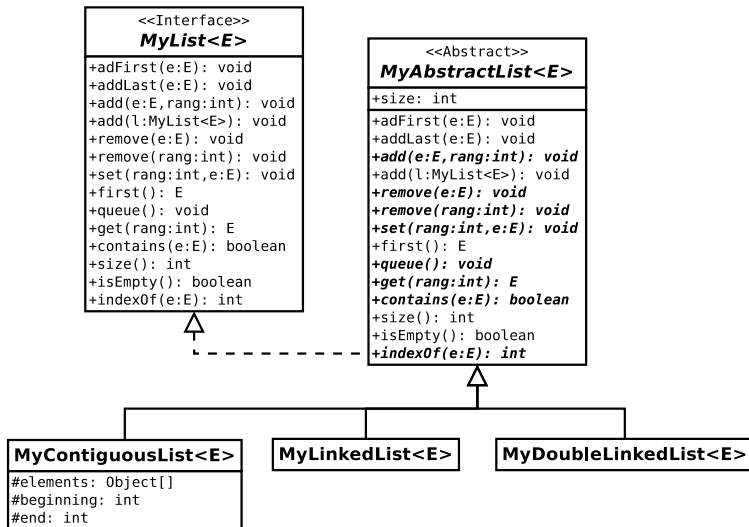 <<Interface>>
MyList<E>
+adFirst(e:E): void
+addLast(e:E): void
+add(e:E,rang:int): void
+add(l:MyList<E>): void
+remove(e:E): void
+remove(rang:int): void
+set(rang:int,e:E): void
+first(): E
+queue(): void
+get(rang:int): E
+contains(e:E): boolean
+size(): int
+isEmpty(): boolean
+indexOf(e:E): int
<<Abstract>>
MyAbstractList<E>
+size: int
+adFirst(e:E): void
+addLast(e:E): void
+add(e:E,rang:int): void
+add(l:MyList<E>): void
+remove(e:E): void
+remove(rang:int): void
+set(rang:int,e:E): void
+first(): E
+queue(): void
+get(rang:int): E
+contains(e:E): boolean
+size(): int
+isEmpty(): boolean
+indexOf(e:E): int
MyContiguousList<E>
#elements: Object[]
#beginning: int
#end: int
MyLinkedList<E>
MyDoubleLinkedList<E>